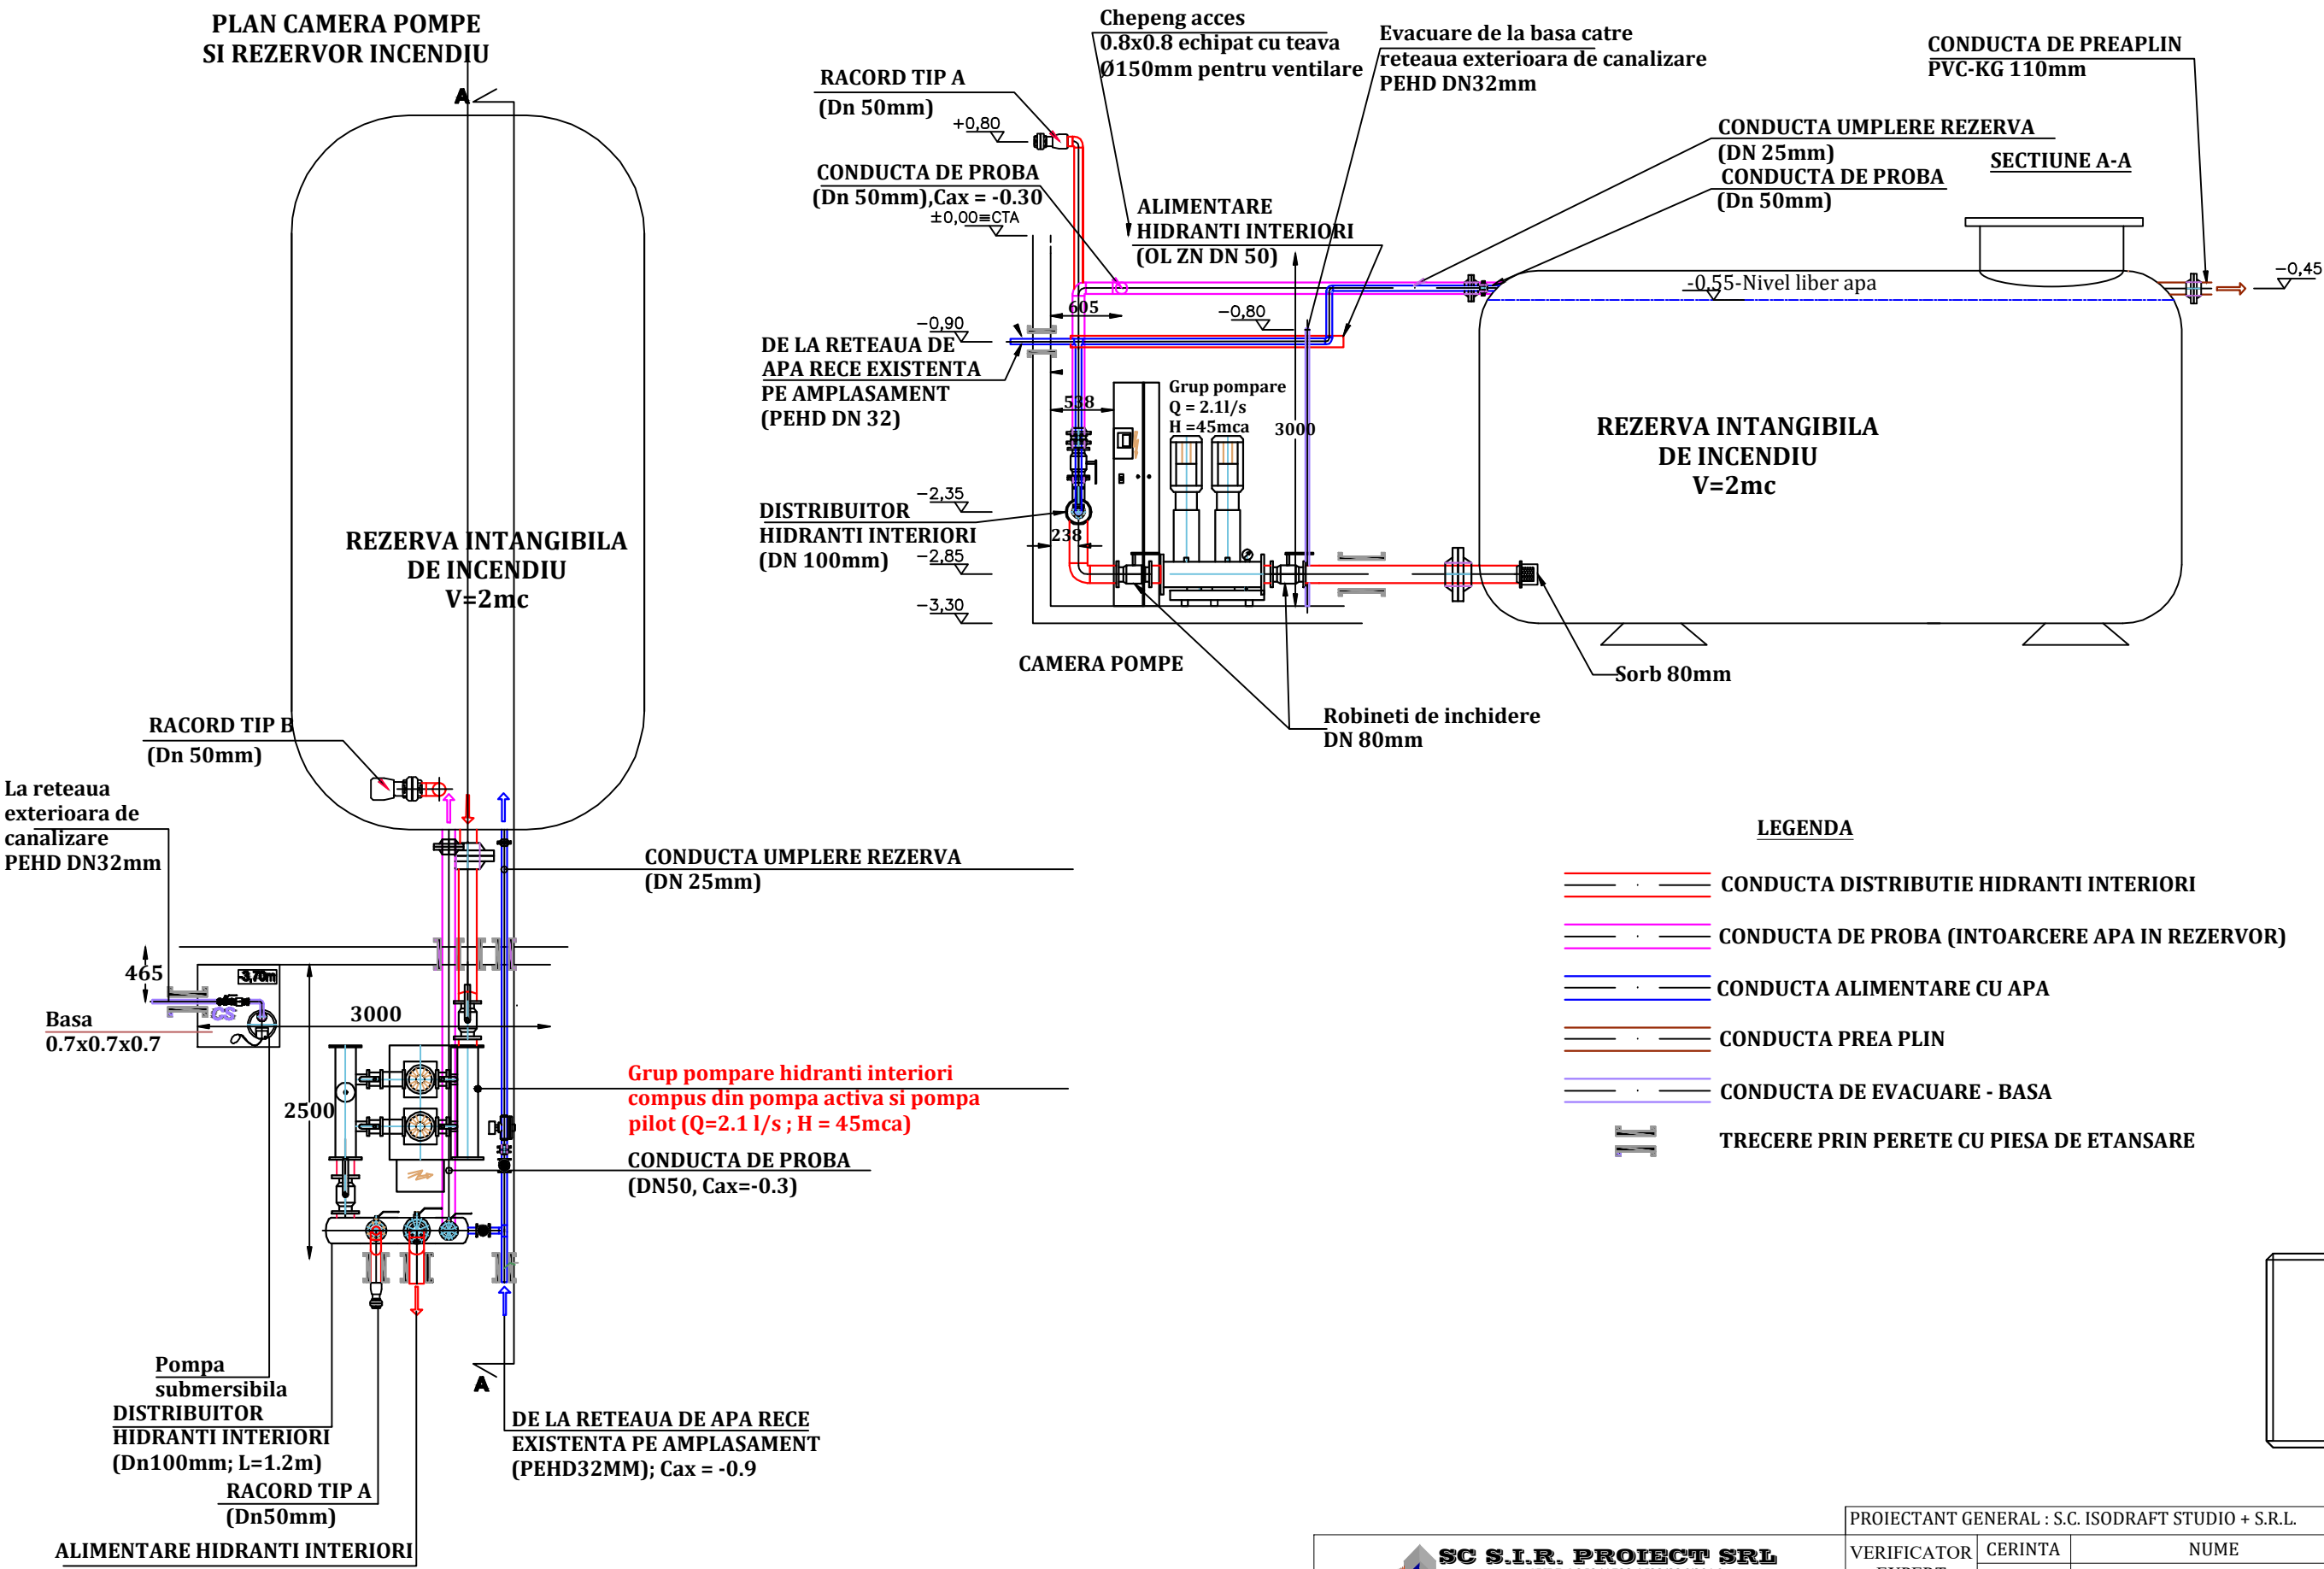 PLAN CAMERA POMPE
SI REZERVOR INCENDIU
A
REZERVA INTANGIBILA
DE INCENDIU
V=2mc
RACORD TIP B
(Dn 50mm)
La reteaua
exterioara de
canalizare
PEHD DN32mm
CONDUCTA UMPLERE REZERVA
(DN 25mm)
465
-3,70m
CS
3000
Basa
0.7x0.7x0.7
2500
Grup pompare hidranti interiori
compus din pompa activa si pompa
pilot (Q=2.1 l/s ; H = 45mca)
CONDUCTA DE PROBA
(DN50, Cax=-0.3)
Pompa
submersibila
A
DISTRIBUITOR
HIDRANTI INTERIORI
(Dn100mm; L=1.2m)
DE LA RETEAUA DE APA RECE
EXISTENTA PE AMPLASAMENT
(PEHD32MM); Cax = -0.9
RACORD TIP A
(Dn50mm)
ALIMENTARE HIDRANTI INTERIORI
Chepeng acces
0.8x0.8 echipat cu teava
Ø150mm pentru ventilare
Evacuare de la basa catre
reteaua exterioara de canalizare
PEHD DN32mm
CONDUCTA DE PREAPLIN
PVC-KG 110mm
RACORD TIP A
(Dn 50mm)
+0,80
CONDUCTA UMPLERE REZERVA
(DN 25mm)
SECTIUNE A-A
CONDUCTA DE PROBA
(Dn 50mm),Cax = -0.30
CONDUCTA DE PROBA
(Dn 50mm)
±0,00≡CTA
ALIMENTARE
HIDRANTI INTERIORI
(OL ZN DN 50)
-0,55-Nivel liber apa
-0,45
605
-0,80
-0,90
DE LA RETEAUA DE
APA RECE EXISTENTA
PE AMPLASAMENT
(PEHD DN 32)
538
Grup pompare
Q = 2.1l/s
H =45mca
3000
REZERVA INTANGIBILA
DE INCENDIU
V=2mc
-2,35
DISTRIBUITOR
HIDRANTI INTERIORI
(DN 100mm)
238
-2,85
-3,30
CAMERA POMPE
Sorb 80mm
Robineti de inchidere
DN 80mm
LEGENDA
CONDUCTA DISTRIBUTIE HIDRANTI INTERIORI
CONDUCTA DE PROBA (INTOARCERE APA IN REZERVOR)
CONDUCTA ALIMENTARE CU APA
CONDUCTA PREA PLIN
CONDUCTA DE EVACUARE - BASA
TRECERE PRIN PERETE CU PIESA DE ETANSARE
PROIECTANT GENERAL : S.C. ISODRAFT STUDIO + S.R.L.
SC S.I.R. PROIECT SRL
VERIFICATOR
CERINTA
NUME